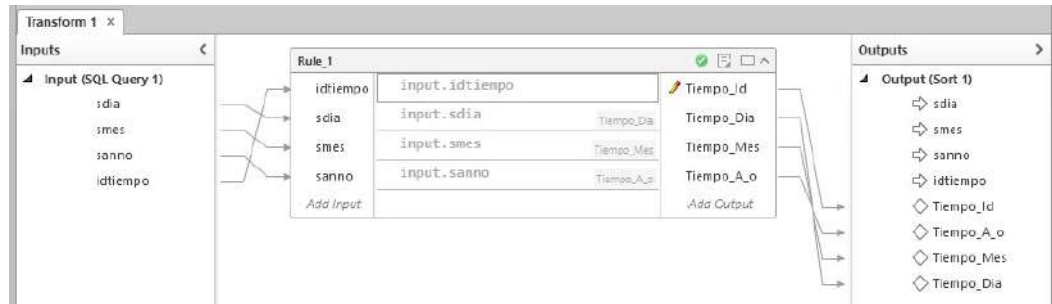 Transform 1 ×
Inputs
Input (SQL Query 1)
sdia
smes
sanno
idtiempo
Rule_1
idtiempo input.idtiempo Tiempo_Id
sdia input.sdia Tiempo_Dia Tiempo_Dia
smes input.smes Tiempo_Mes Tiempo_Mes
sanno input.sanno Tiempo_A_o Tiempo_A_o
Add Input Add Output
Outputs
Output (Sort 1)
sdia
smes
sanno
idtiempo
Tiempo_Id
Tiempo_A_o
Tiempo_Mes
Tiempo_Dia